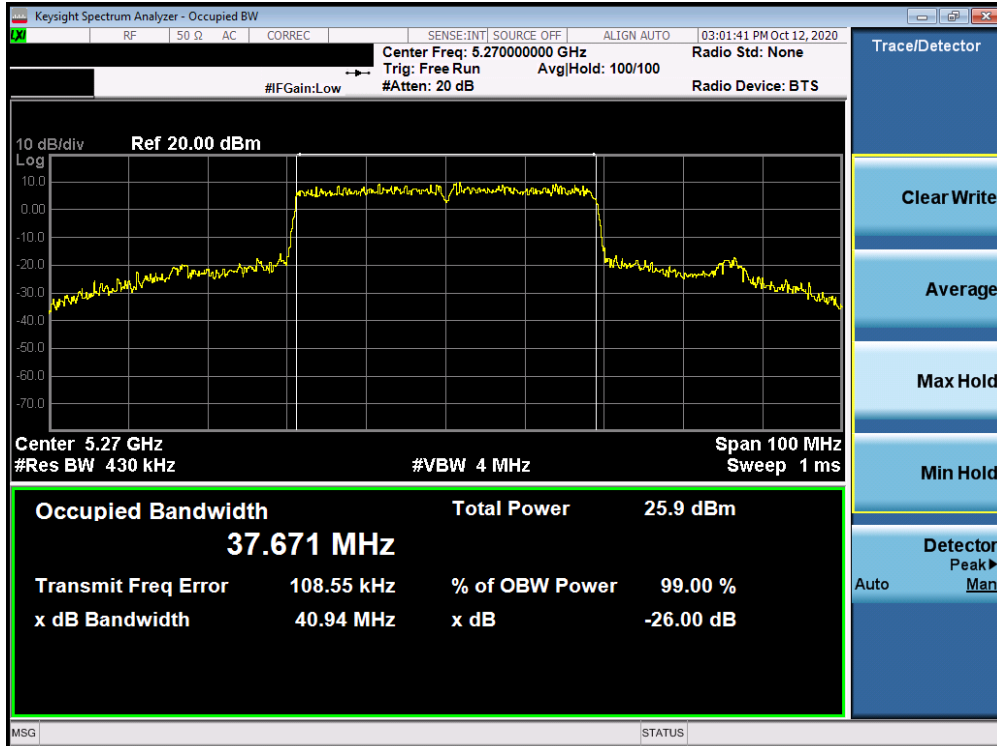 Keysight Spectrum Analyzer - Occupied BW
LXI RF 50 Ω AC CORREC SENSE:INT SOURCE OFF ALIGN AUTO 03:01:41 PM Oct 12, 2020
Center Freq: 5.270000000 GHz Radio Std: None
Trig: Free Run Avg|Hold: 100/100
#IFGain:Low #Atten: 20 dB Radio Device: BTS
Trace/Detector
10 dB/div Ref 20.00 dBm
Log
10.0
0.00
-10.0
-20.0
-30.0
-40.0
-50.0
-60.0
-70.0
Center 5.27 GHz Span 100 MHz
#Res BW 430 kHz #VBW 4 MHz Sweep 1 ms
Occupied Bandwidth Total Power 25.9 dBm
37.671 MHz
Transmit Freq Error 108.55 kHz % of OBW Power 99.00 %
x dB Bandwidth 40.94 MHz x dB -26.00 dB
Clear Write
Average
Max Hold
Min Hold
Detector
Peak▶
Auto Man
MSG STATUS